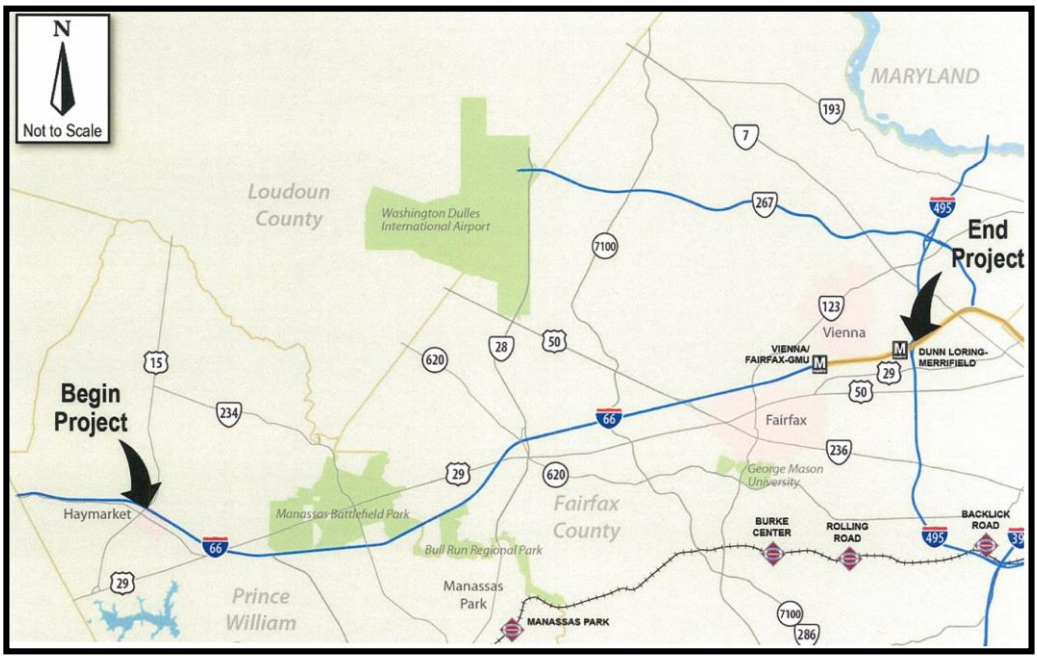 N
Not to Scale
MARYLAND
193
7
Loudoun
County
267
495
Washington Dulles
International Airport
7100
End
Project
123
Vienna
15
620
28
50
VIENNA/
FAIRFAX-GMU
M
M
DUNN LORING-
MERRIFIELD
29
50
Begin
Project
234
66
Fairfax
236
29
620
George Mason
University
Haymarket
Manassas Battlefield Park
Fairfax
County
66
Bull Run Regional Park
BURKE
CENTER
ROLLING
ROAD
BACKLICK
ROAD
495
39
29
Prince
William
Manassas
Park
MANASSAS PARK
7100
286